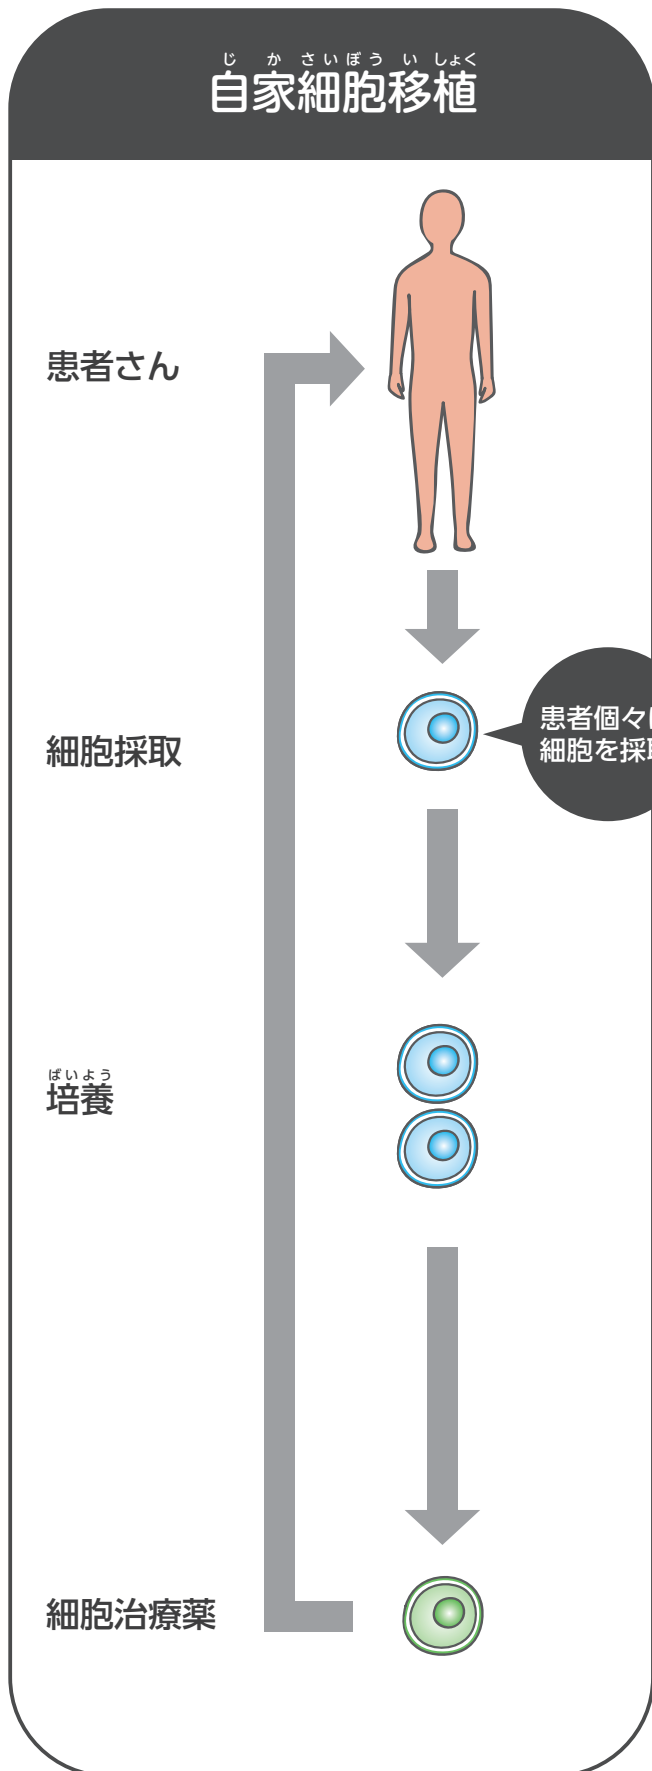 じかさいぼういしょく
自家細胞移植
患者さん
細胞採取
患者個々
細胞を採
ばいよう
培養
細胞治療薬